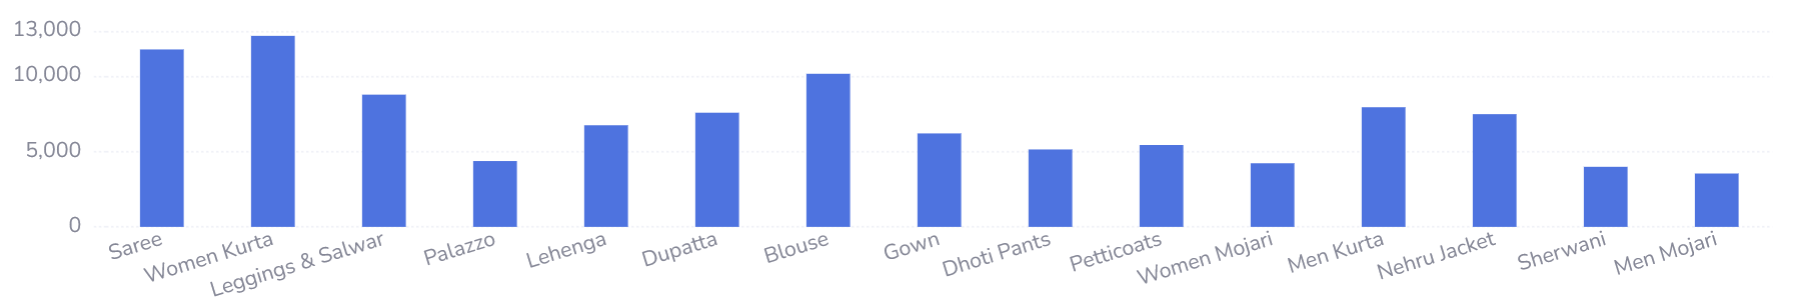 13,000
10,000
5,000
0
Saree
Women Kurta
Leggings & Salwar
Palazzo
Lehenga
Dupatta
Blouse
Gown
Dhoti Pants
Petticoats
Women Mojari
Men Kurta
Nehru Jacket
Sherwani
Men Mojari